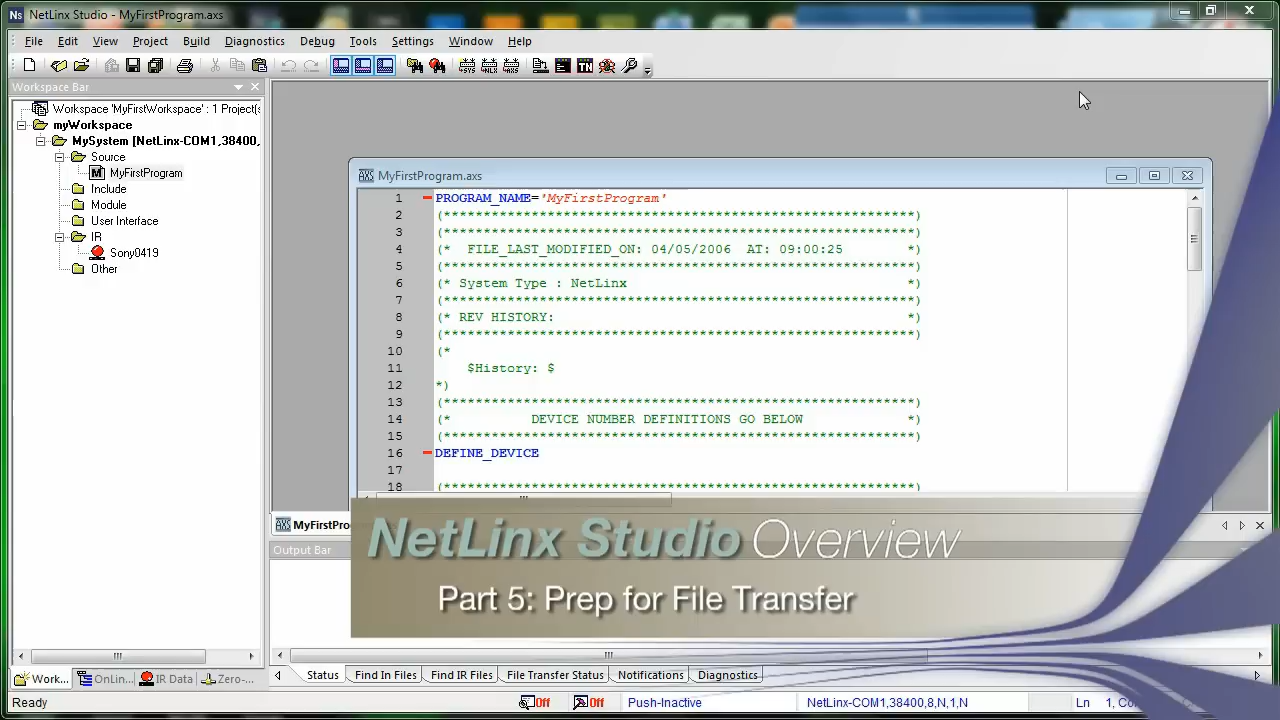 NetLinx Studio - MyFirstProgram.axs
File Edit View Project Build Diagnostics Debug Tools Settings Window Help
Workspace Bar
Workspace 'MyFirstWorkspace' : 1 Project(s
myWorkspace
MySystem [NetLinx-COM1,38400,
Source
MyFirstProgram
Include
Module
User Interface
IR
Sony0419
Other
MyFirstProgram.axs
1 PROGRAM_NAME='MyFirstProgram'
2 (***********************************************************)
3 (***********************************************************)
4 (* FILE_LAST_MODIFIED_ON: 04/05/2006 AT: 09:00:25 *)
5 (***********************************************************)
6 (* System Type : NetLinx *)
7 (***********************************************************)
8 (* REV HISTORY: *)
9 (***********************************************************)
10 (*
11 $History: $
12 *)
13 (***********************************************************)
14 (* DEVICE NUMBER DEFINITIONS GO BELOW *)
15 (***********************************************************)
16 DEFINE_DEVICE
17
18 (***********************************************************)
MyFirstPro
Output Bar
NetLinx Studio Overview
Part 5: Prep for File Transfer
Work... OnLin... IR Data Zero-...
Status Find In Files Find IR Files File Transfer Status Notifications Diagnostics
Ready Off Off Push-Inactive NetLinx-COM1,38400,8,N,1,N Ln 1, Co